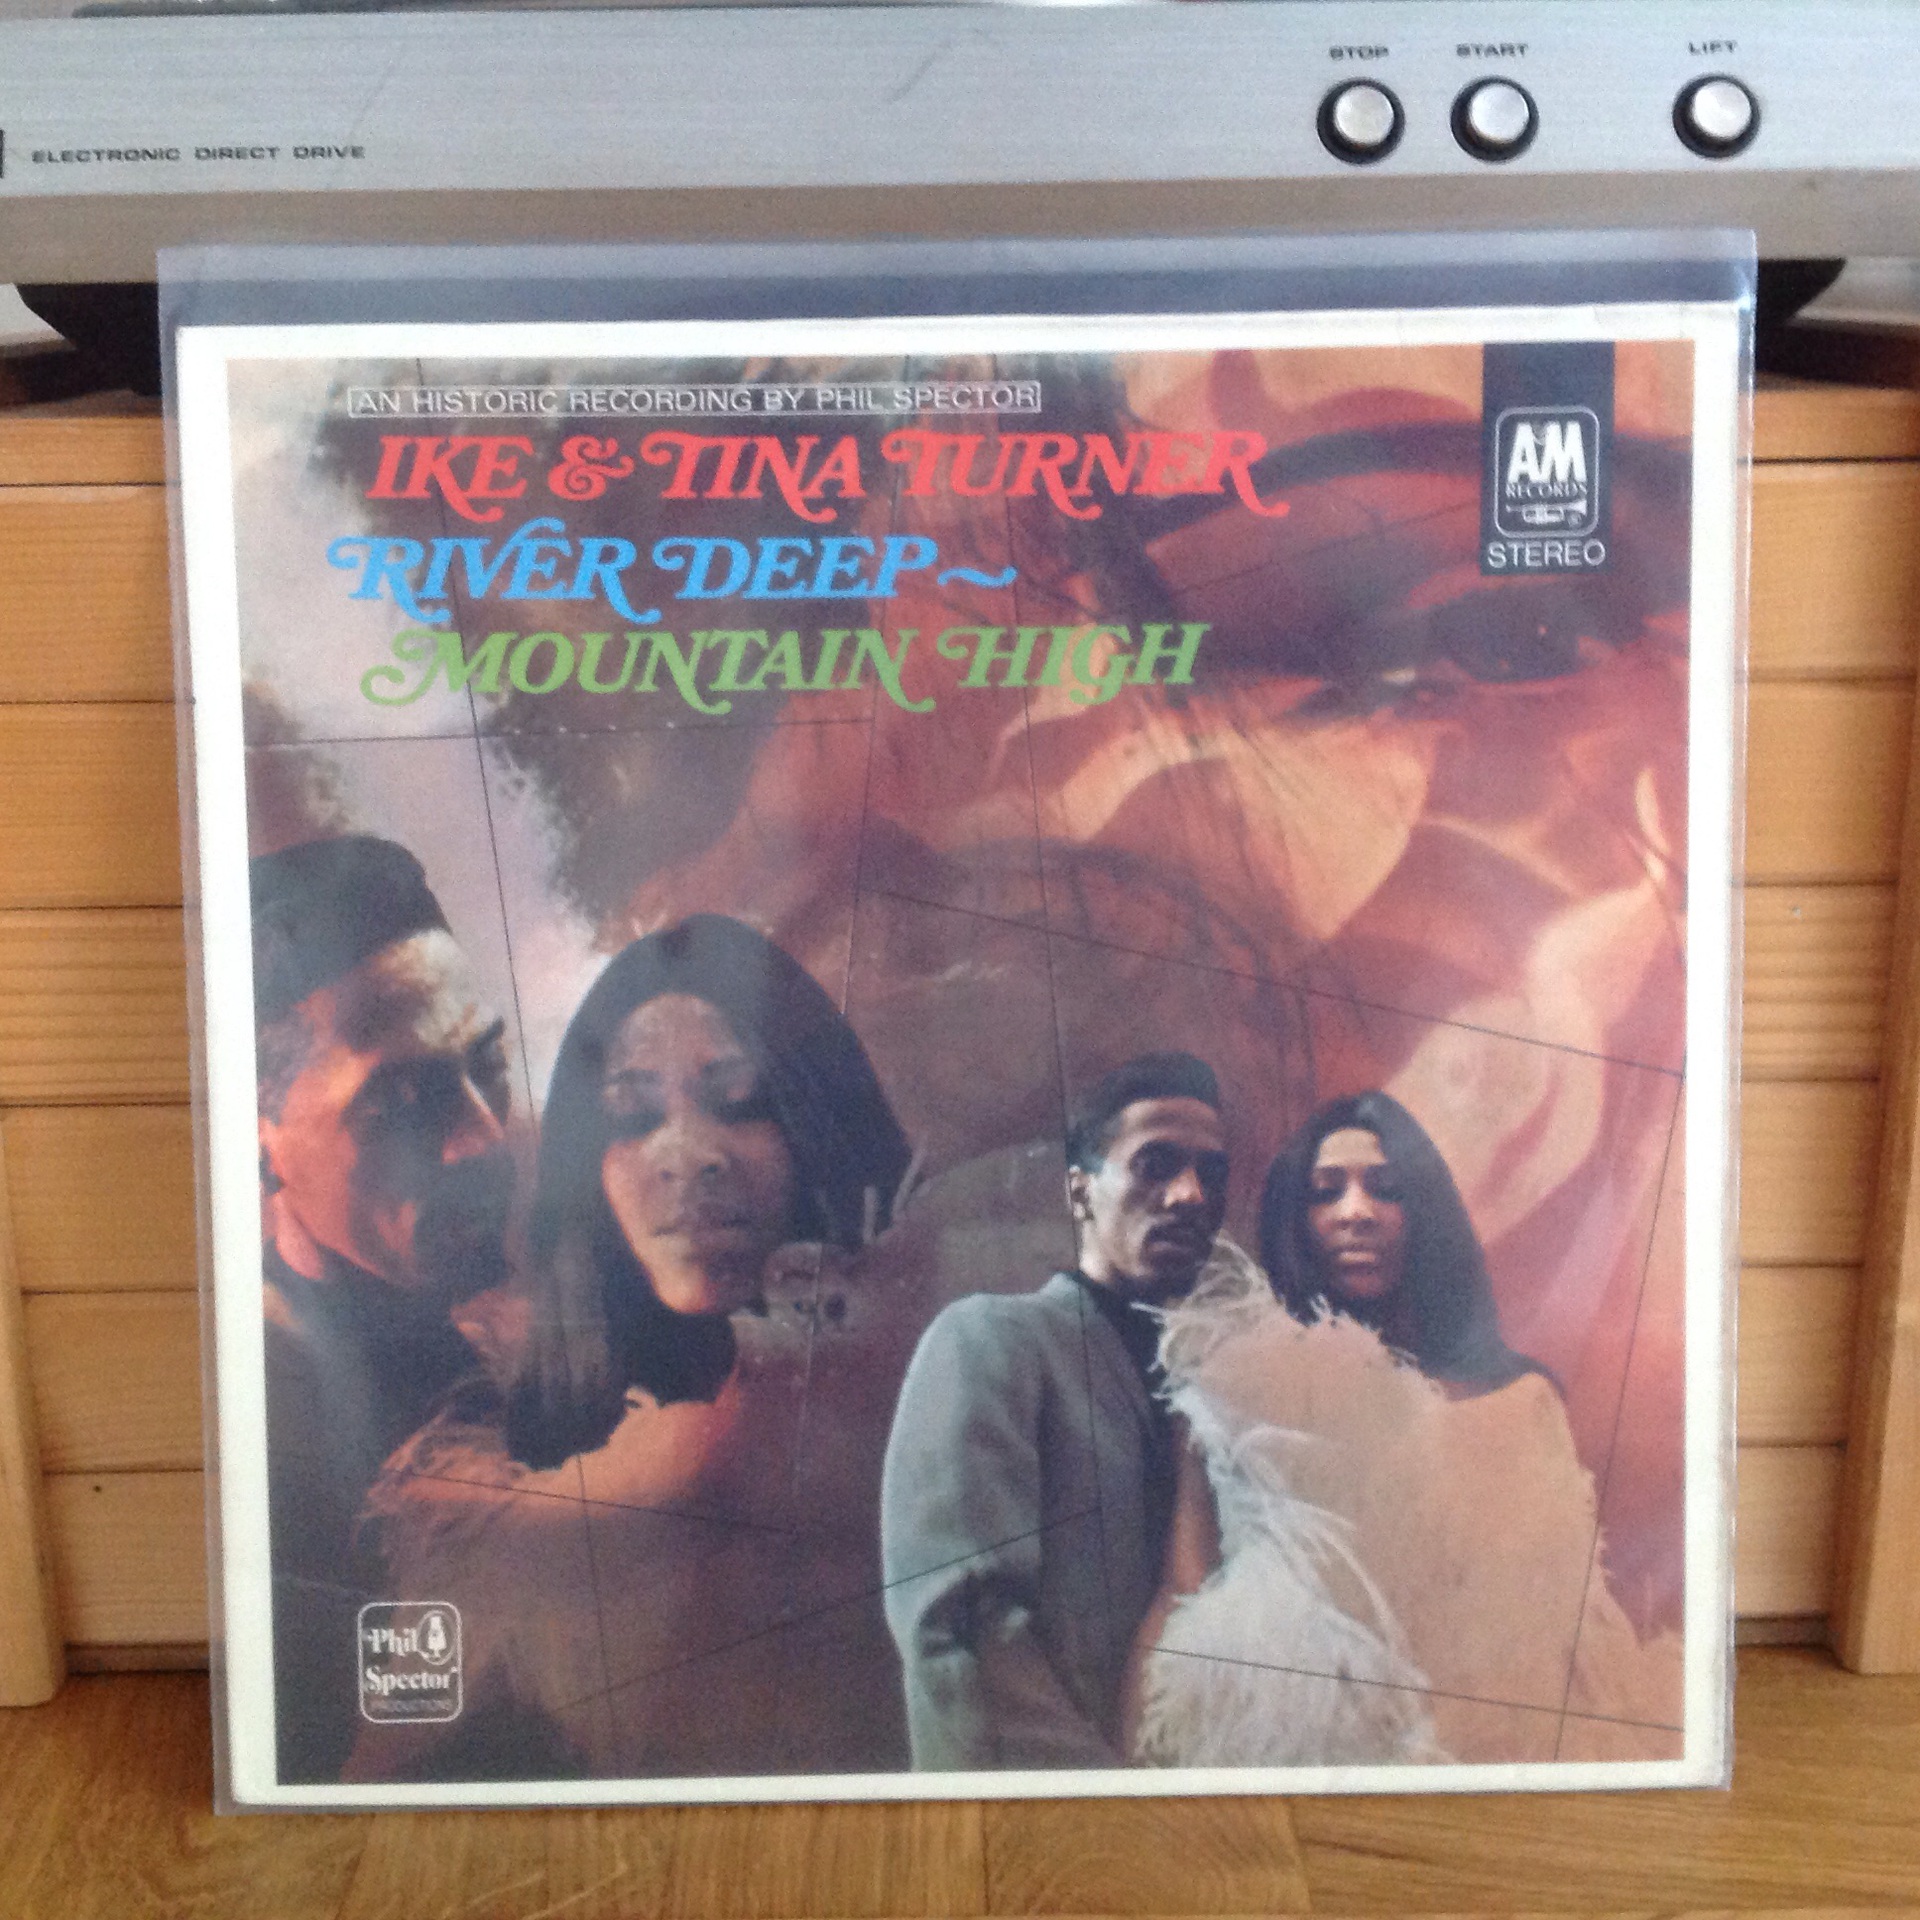 STOP START LIFT
ELECTRONIC DIRECT DRIVE
AN HISTORIC RECORDING BY PHIL SPECTOR
IKE & TINA TURNER
RIVER DEEP~
MOUNTAIN HIGH
A&M
RECORDS
STEREO
Phil
Spector
PRODUCTIONS